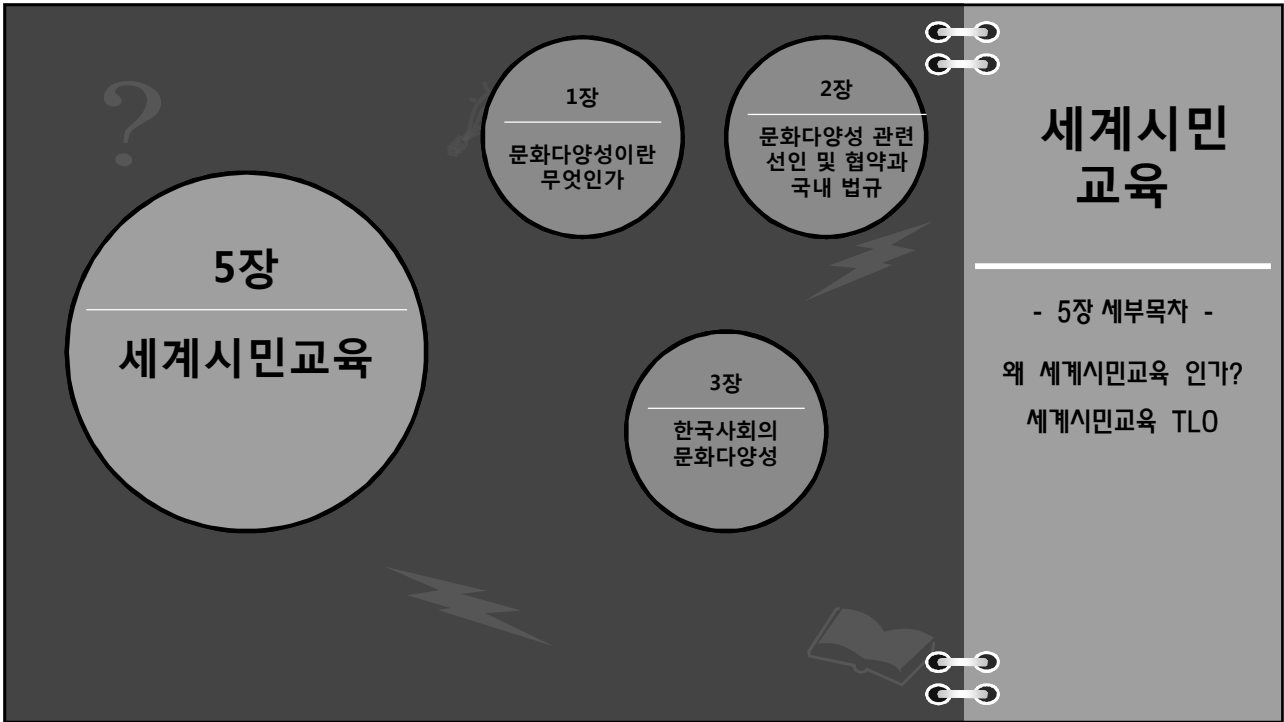 5장
세계시민교육
1장
문화다양성이란
무엇인가
2장
문화다양성 관련
선인 및 협약과
국내 법규
3장
한국사회의
문화다양성
세계시민
교육
- 5장 세부목차 -
왜 세계시민교육 인가?
세계시민교육 TLO
?